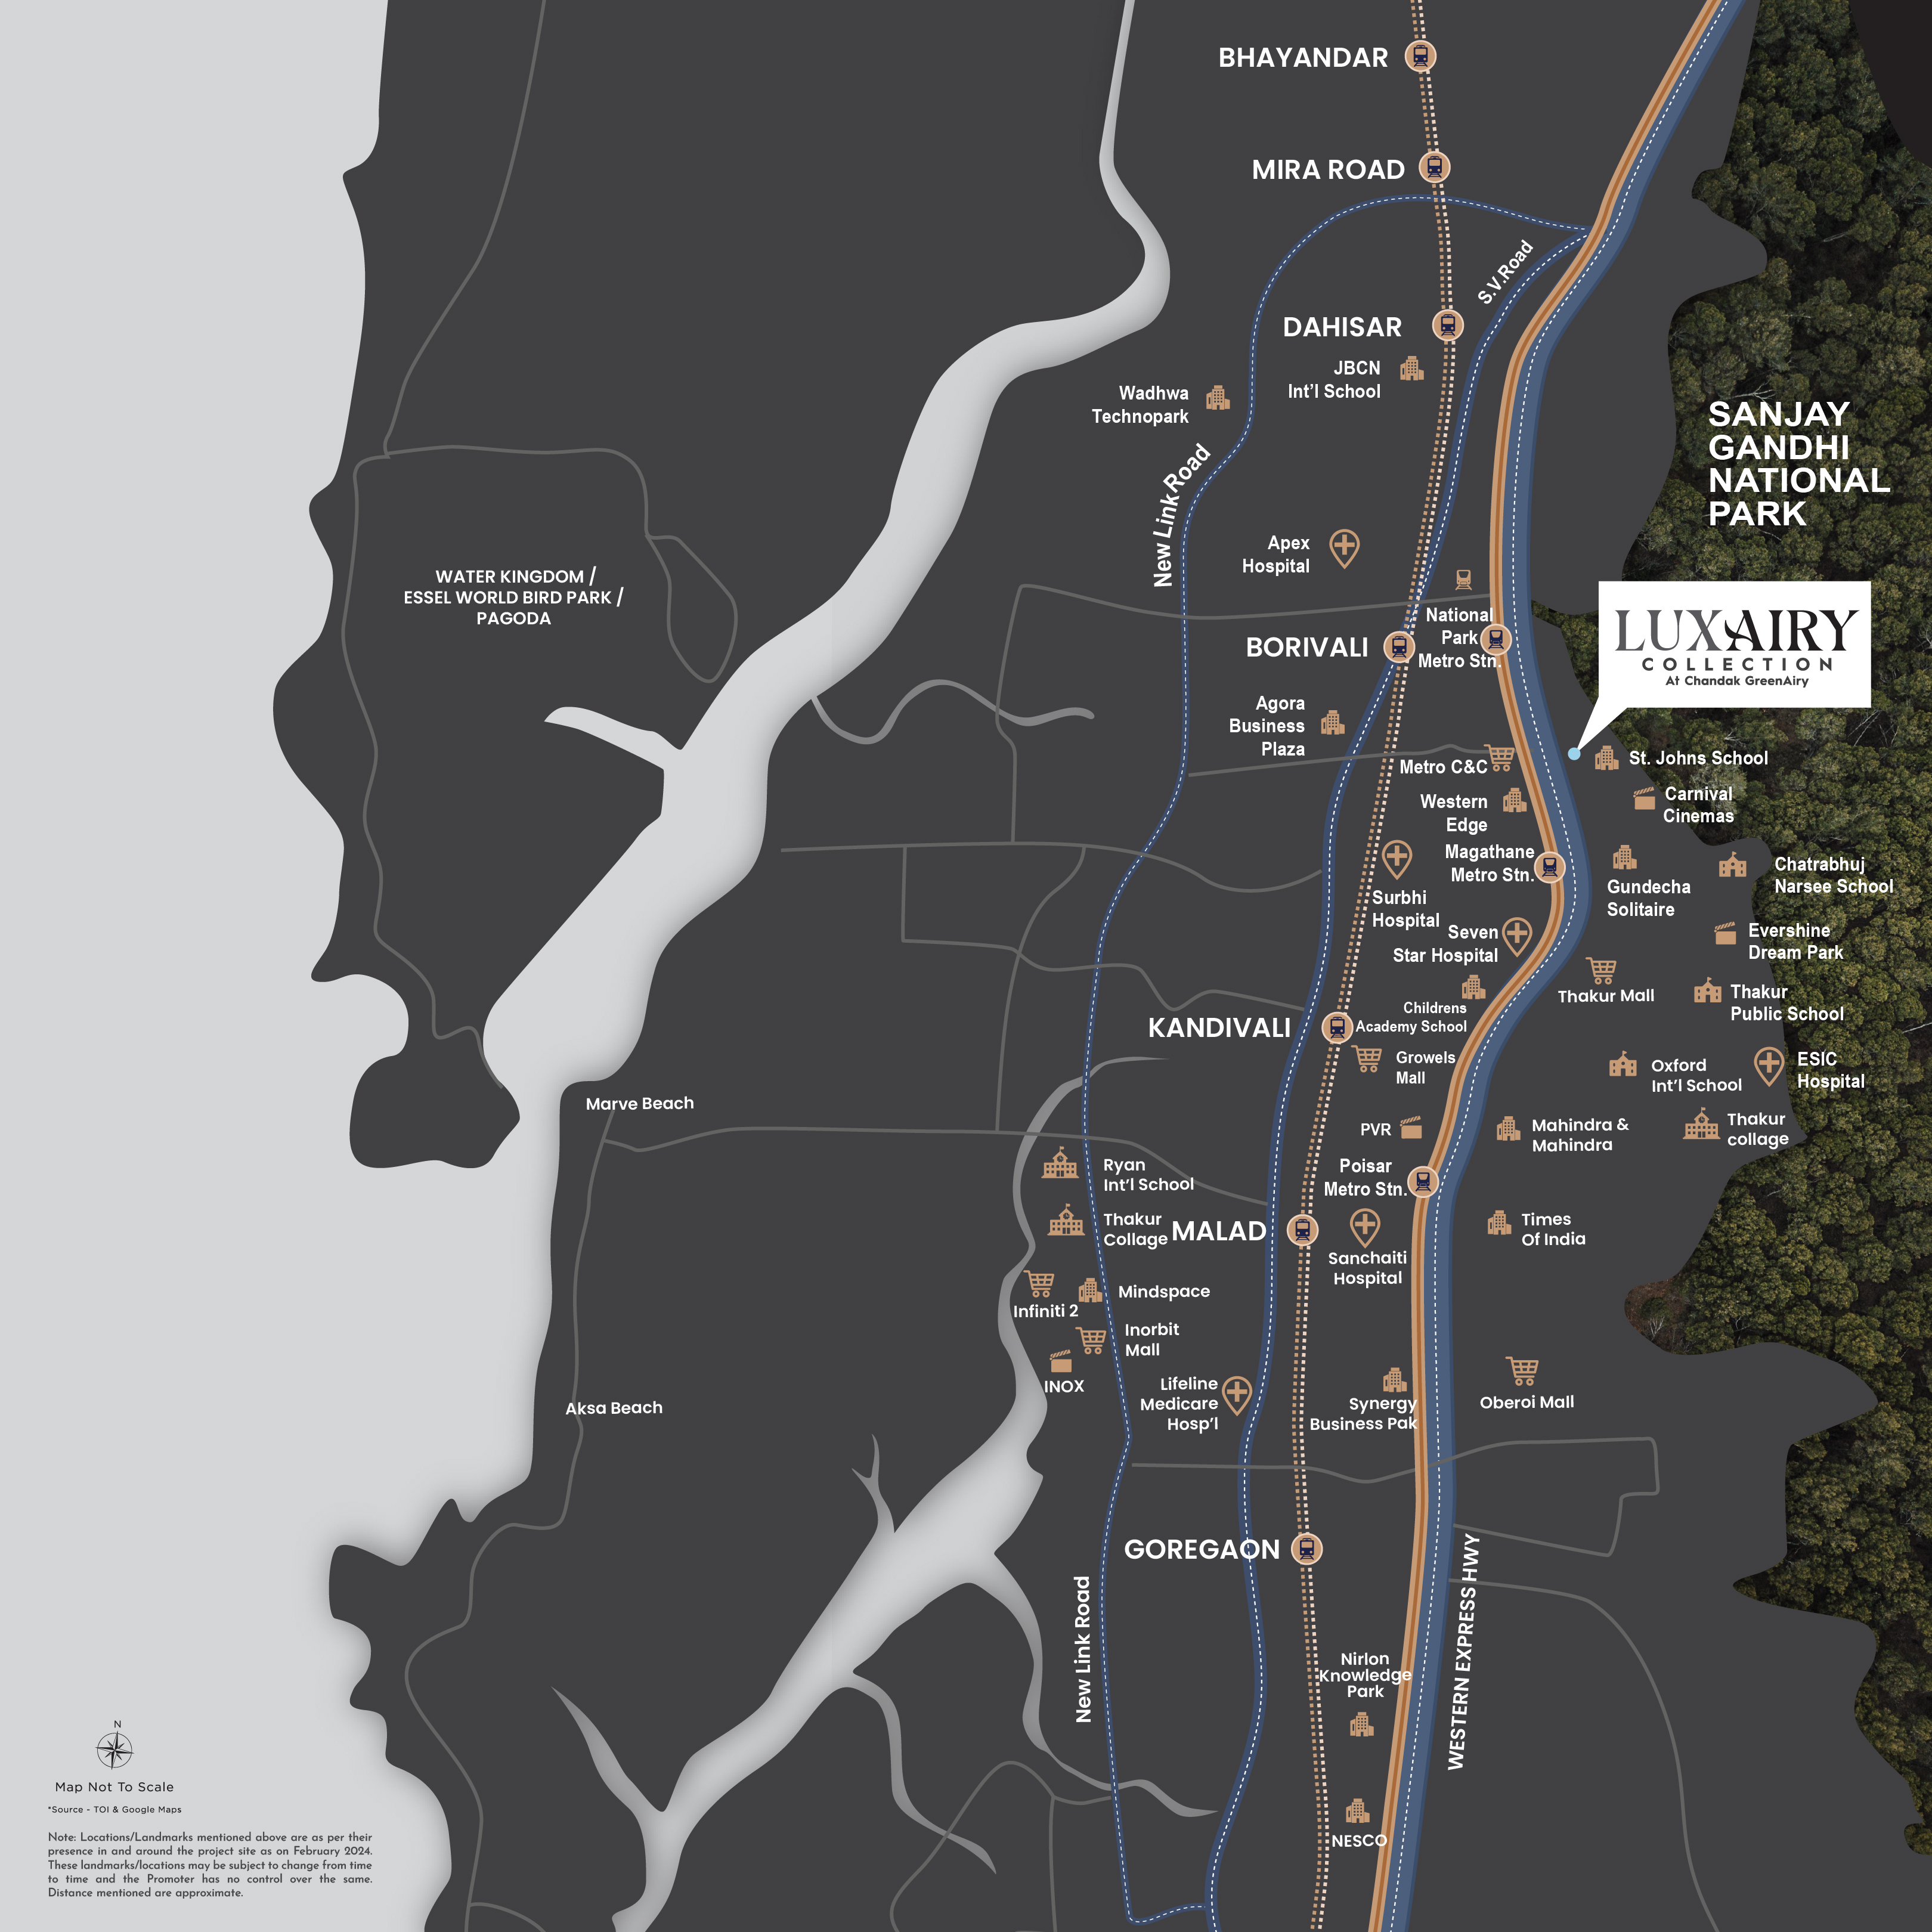 BHAYANDAR
MIRA ROAD
S.V.Road
DAHISAR
JBCN
Int'l School
Wadhwa
Technopark
New Link Road
SANJAY
GANDHI
NATIONAL
PARK
Apex
Hospital
WATER KINGDOM /
ESSEL WORLD BIRD PARK /
PAGODA
National
Park
Metro Stn.
BORIVALI
LUXAIRY
COLLECTION
At Chandak GreenAiry
Agora
Business
Plaza
Metro C&C
St. Johns School
Western
Edge
Carnival
Cinemas
Magathane
Metro Stn.
Gundecha
Solitaire
Chatrabhuj
Narsee School
Surbhi
Hospital
Seven
Star Hospital
Evershine
Dream Park
Thakur Mall
Thakur
Public School
Childrens
Academy School
KANDIVALI
Growels
Mall
Oxford
Int'l School
ESIC
Hospital
Marve Beach
PVR
Mahindra &
Mahindra
Thakur
collage
Ryan
Int'l School
Poisar
Metro Stn.
Thakur
Collage
MALAD
Times
Of India
Sanchaiti
Hospital
Infiniti 2
Mindspace
Inorbit
Mall
INOX
Lifeline
Medicare
Hosp'l
Synergy
Business Pak
Oberoi Mall
Aksa Beach
GOREGAON
New Link Road
WESTERN EXPRESS HWY
Nirlon
Knowledge
Park
NESCO
N
Map Not To Scale
*Source - TOI & Google Maps
Note: Locations/Landmarks mentioned above are as per their
presence in and around the project site as on February 2024.
These landmarks/locations may be subject to change from time
to time and the Promoter has no control over the same.
Distance mentioned are approximate.